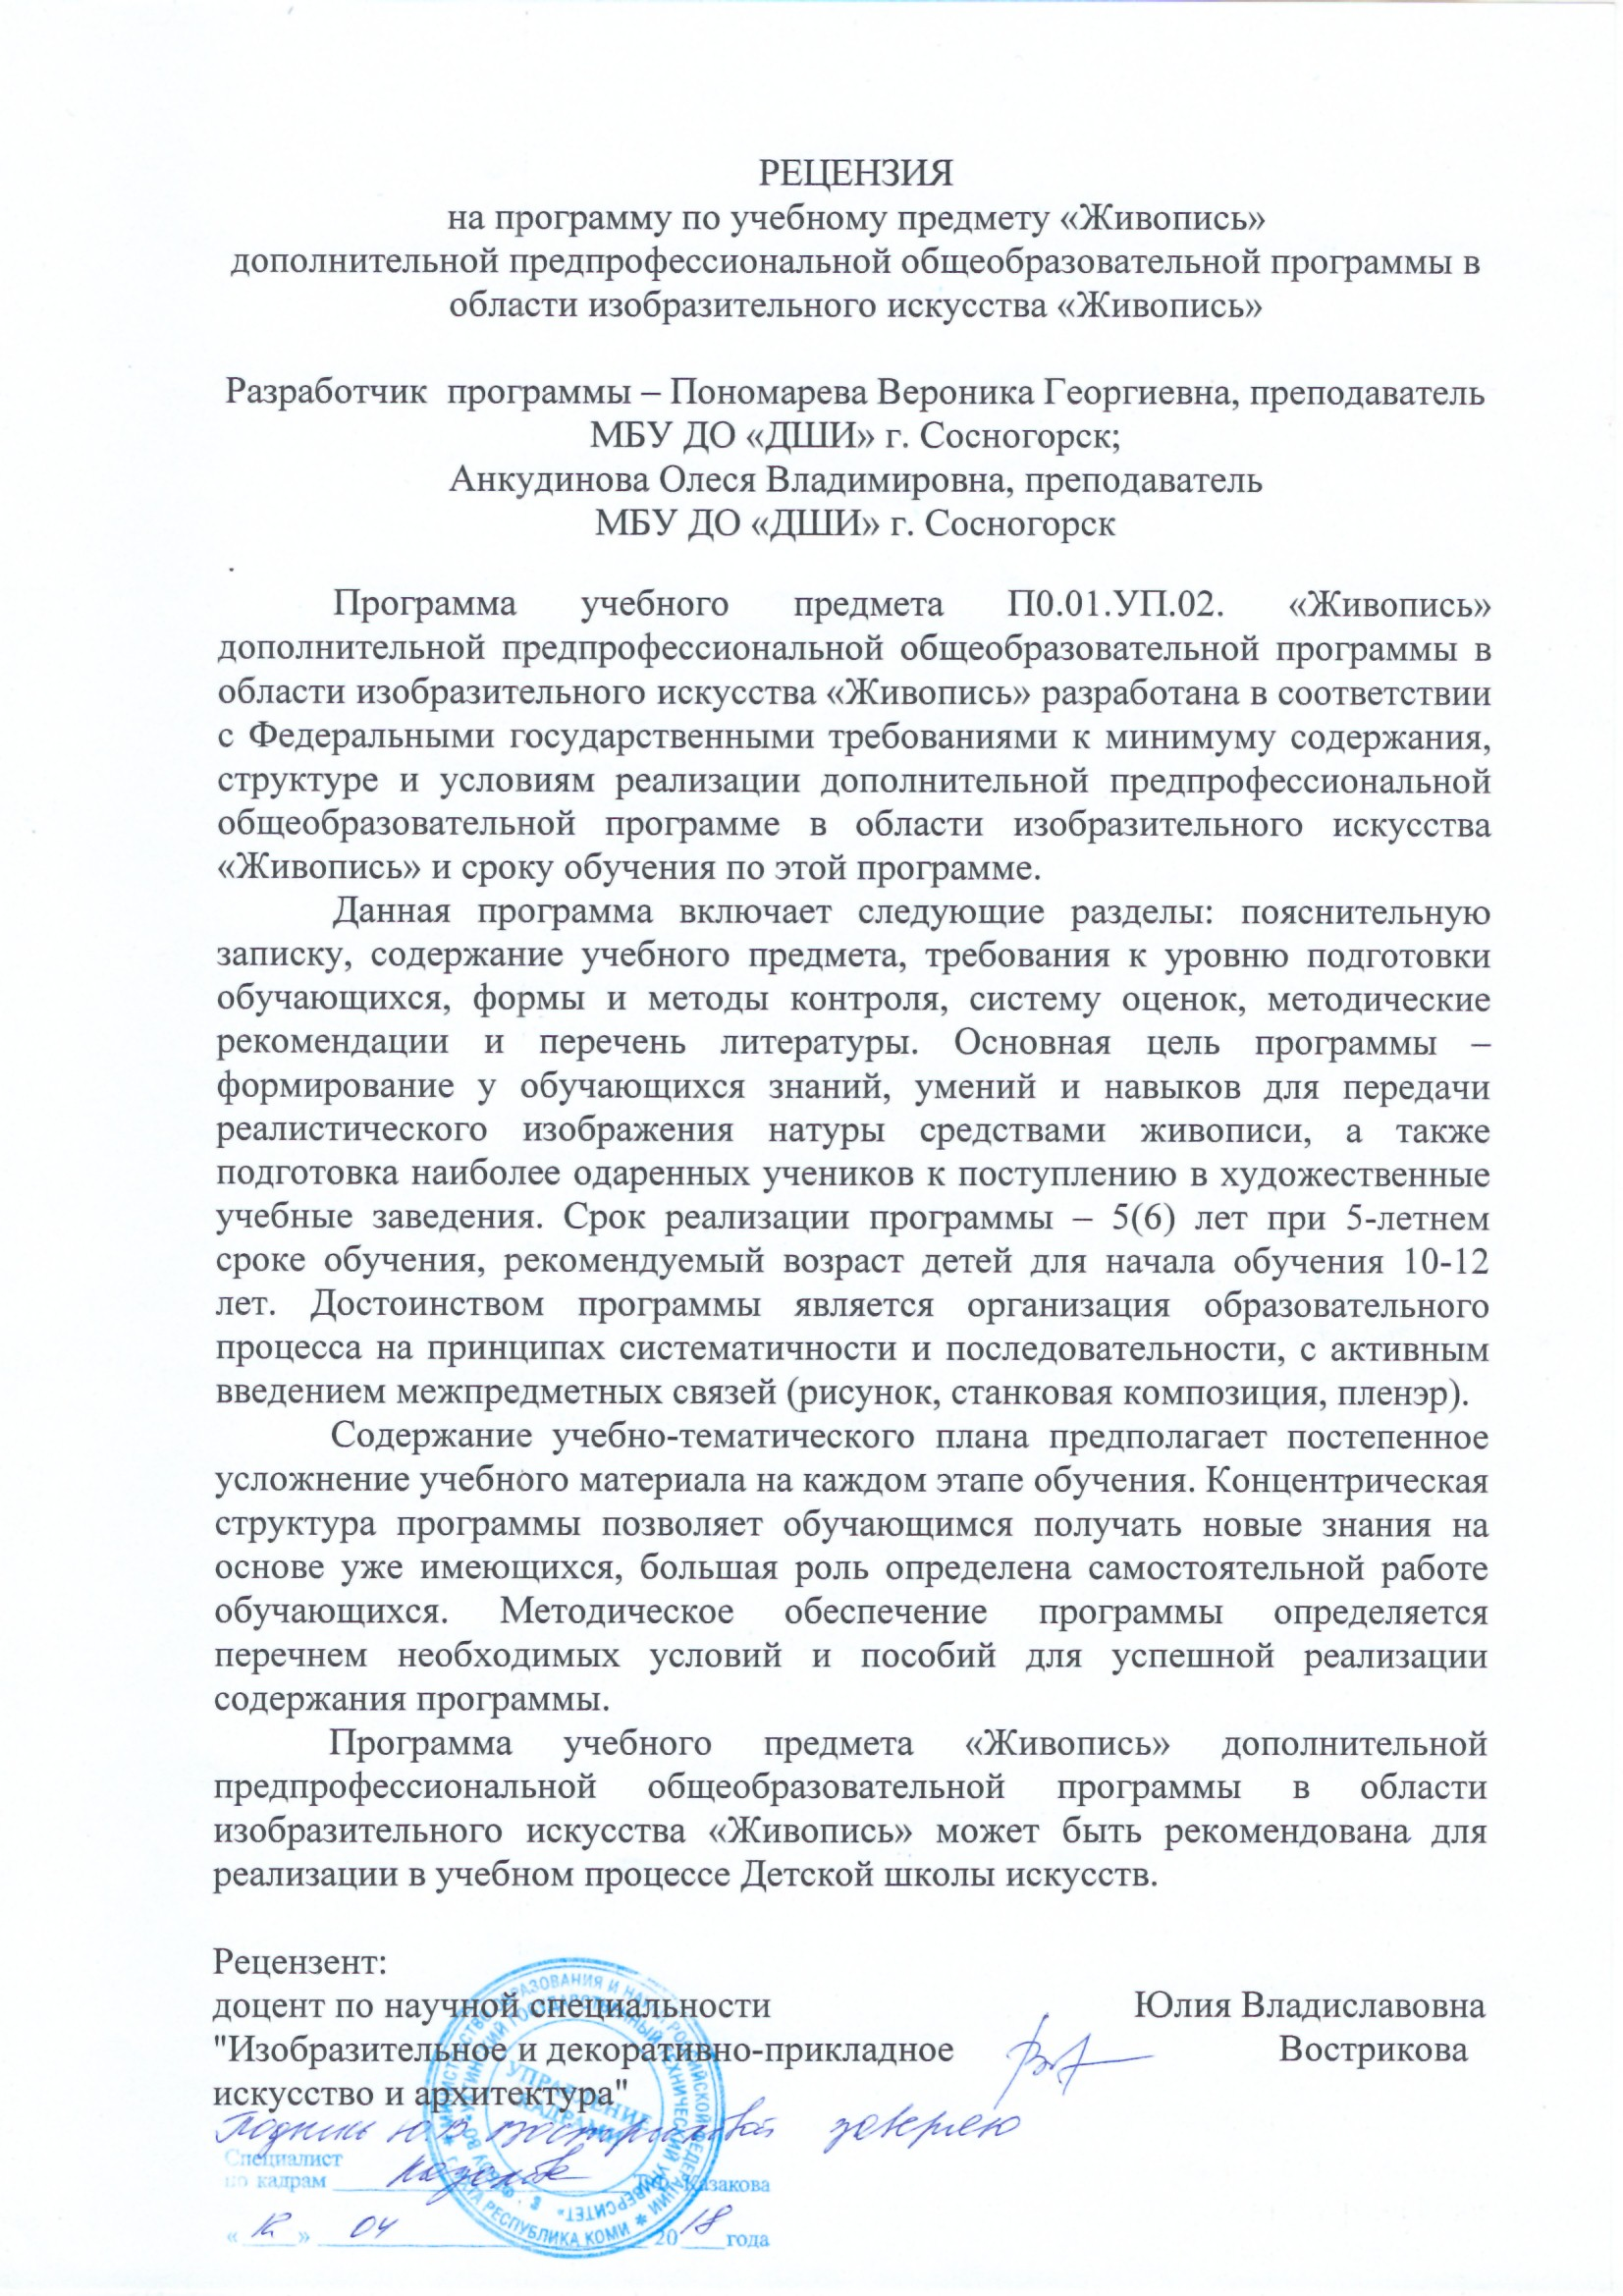 РЕЦЕНЗИЯ
на программу по учебному предмету «Живопись»
дополнительной предпрофессиональной общеобразовательной программы в
области изобразительного искусства «Живопись»
Разработчик программы – Пономарева Вероника Георгиевна, преподаватель
МБУ ДО «ДШИ» г. Сосногорск;
Анкудинова Олеся Владимировна, преподаватель
МБУ ДО «ДШИ» г. Сосногорск
.
Программа учебного предмета П0.01.УП.02. «Живопись»
дополнительной предпрофессиональной общеобразовательной программы в
области изобразительного искусства «Живопись» разработана в соответствии
с Федеральными государственными требованиями к минимуму содержания,
структуре и условиям реализации дополнительной предпрофессиональной
общеобразовательной программе в области изобразительного искусства
«Живопись» и сроку обучения по этой программе.
Данная программа включает следующие разделы: пояснительную
записку, содержание учебного предмета, требования к уровню подготовки
обучающихся, формы и методы контроля, систему оценок, методические
рекомендации и перечень литературы. Основная цель программы –
формирование у обучающихся знаний, умений и навыков для передачи
реалистического изображения натуры средствами живописи, а также
подготовка наиболее одаренных учеников к поступлению в художественные
учебные заведения. Срок реализации программы – 5(6) лет при 5-летнем
сроке обучения, рекомендуемый возраст детей для начала обучения 10-12
лет. Достоинством программы является организация образовательного
процесса на принципах систематичности и последовательности, с активным
введением межпредметных связей (рисунок, станковая композиция, пленэр).
Содержание учебно-тематического плана предполагает постепенное
усложнение учебного материала на каждом этапе обучения. Концентрическая
структура программы позволяет обучающимся получать новые знания на
основе уже имеющихся, большая роль определена самостоятельной работе
обучающихся. Методическое обеспечение программы определяется
перечнем необходимых условий и пособий для успешной реализации
содержания программы.
Программа учебного предмета «Живопись» дополнительной
предпрофессиональной общеобразовательной программы в области
изобразительного искусства «Живопись» может быть рекомендована для
реализации в учебном процессе Детской школы искусств.
Рецензент:
доцент по научной специальности Юлия Владиславовна
"Изобразительное и декоративно-прикладное Вострикова
искусство и архитектура"
Подпись Ю.В. Востриковой заверяю
Специалист
по кадрам Казакова
«12» 04 2018 года
УПРАВЛЕНИЕ
КАДРАМИ